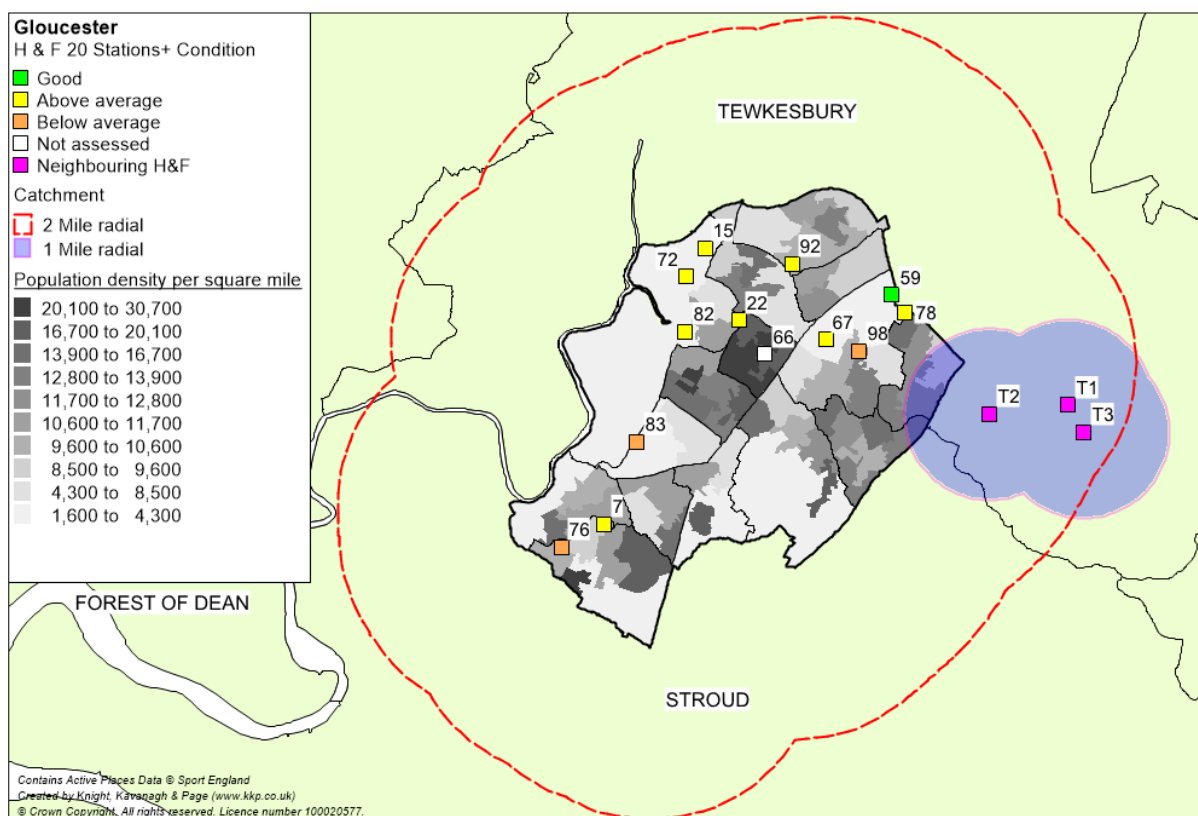 Gloucester
H & F 20 Stations+ Condition
Good
Above average
Below average
Not assessed
Neighbouring H&F
Catchment
2 Mile radial
1 Mile radial
Population density per square mile
20,100 to 30,700
16,700 to 20,100
13,900 to 16,700
12,800 to 13,900
11,700 to 12,800
10,600 to 11,700
9,600 to 10,600
8,500 to 9,600
4,300 to 8,500
1,600 to 4,300
TEWKESBURY
15
92
72
59
22
78
82
66
67
98
T1
T2
T3
83
7
76
FOREST OF DEAN
STROUD
Contains Active Places Data © Sport England
Created by Knight, Kavanagh & Page (www.kkp.co.uk)
© Crown Copyright. All rights reserved. Licence number 100020577.